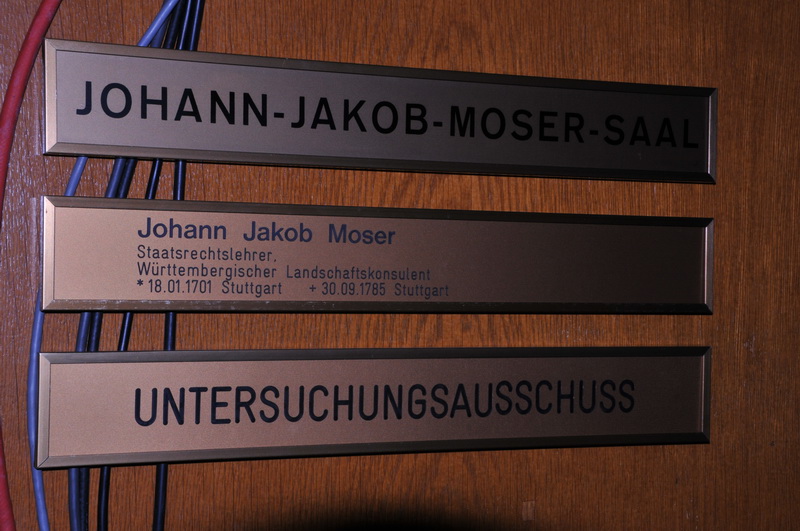 JOHANN-JAKOB-MOSER-SAAL
Johann Jakob Moser
Staatsrechtslehrer,
Württembergischer Landschaftskonsulent
* 18.01.1701 Stuttgart + 30.09.1785 Stuttgart
UNTERSUCHUNGSAUSSCHUSS